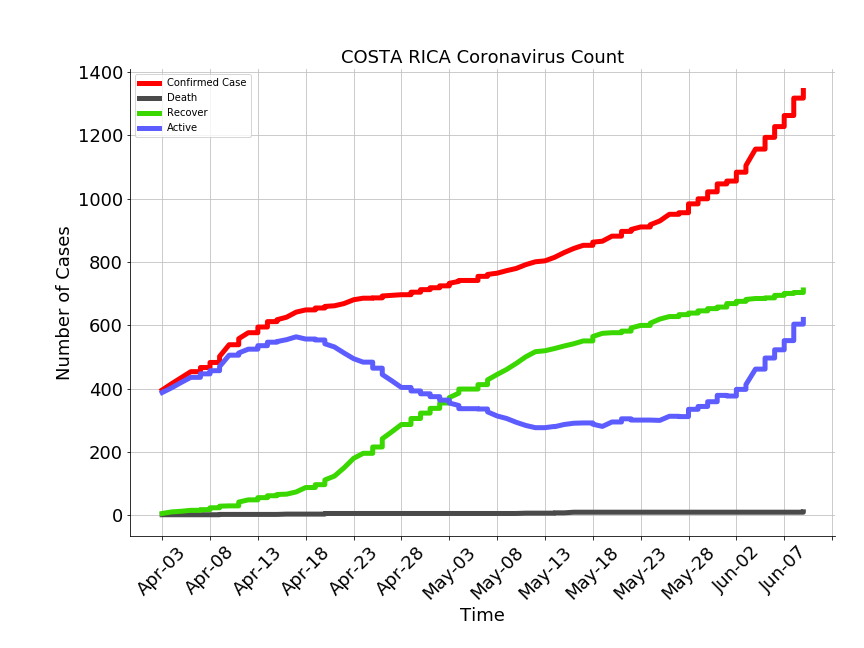 COSTA RICA Coronavirus Count
1400
1200
1000
800
600
400
200
0
Number of Cases
Confirmed Case
Death
Recover
Active
Apr-03
Apr-08
Apr-13
Apr-18
Apr-23
Apr-28
May-03
May-08
May-13
May-18
May-23
May-28
Jun-02
Jun-07
Time